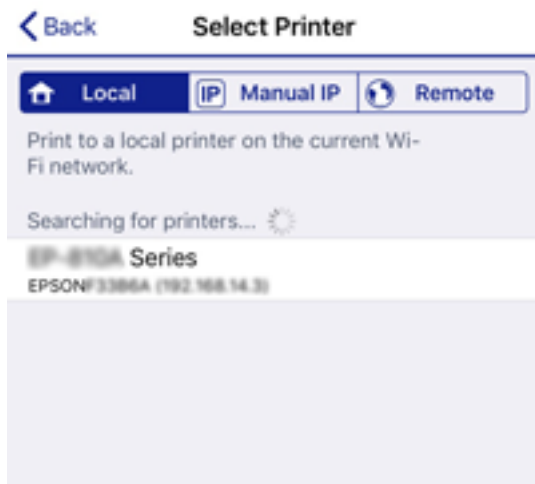 Back
Select Printer
Local
IP Manual IP
Remote
Print to a local printer on the current Wi-
Fi network.
Searching for printers...
Series
EPSON